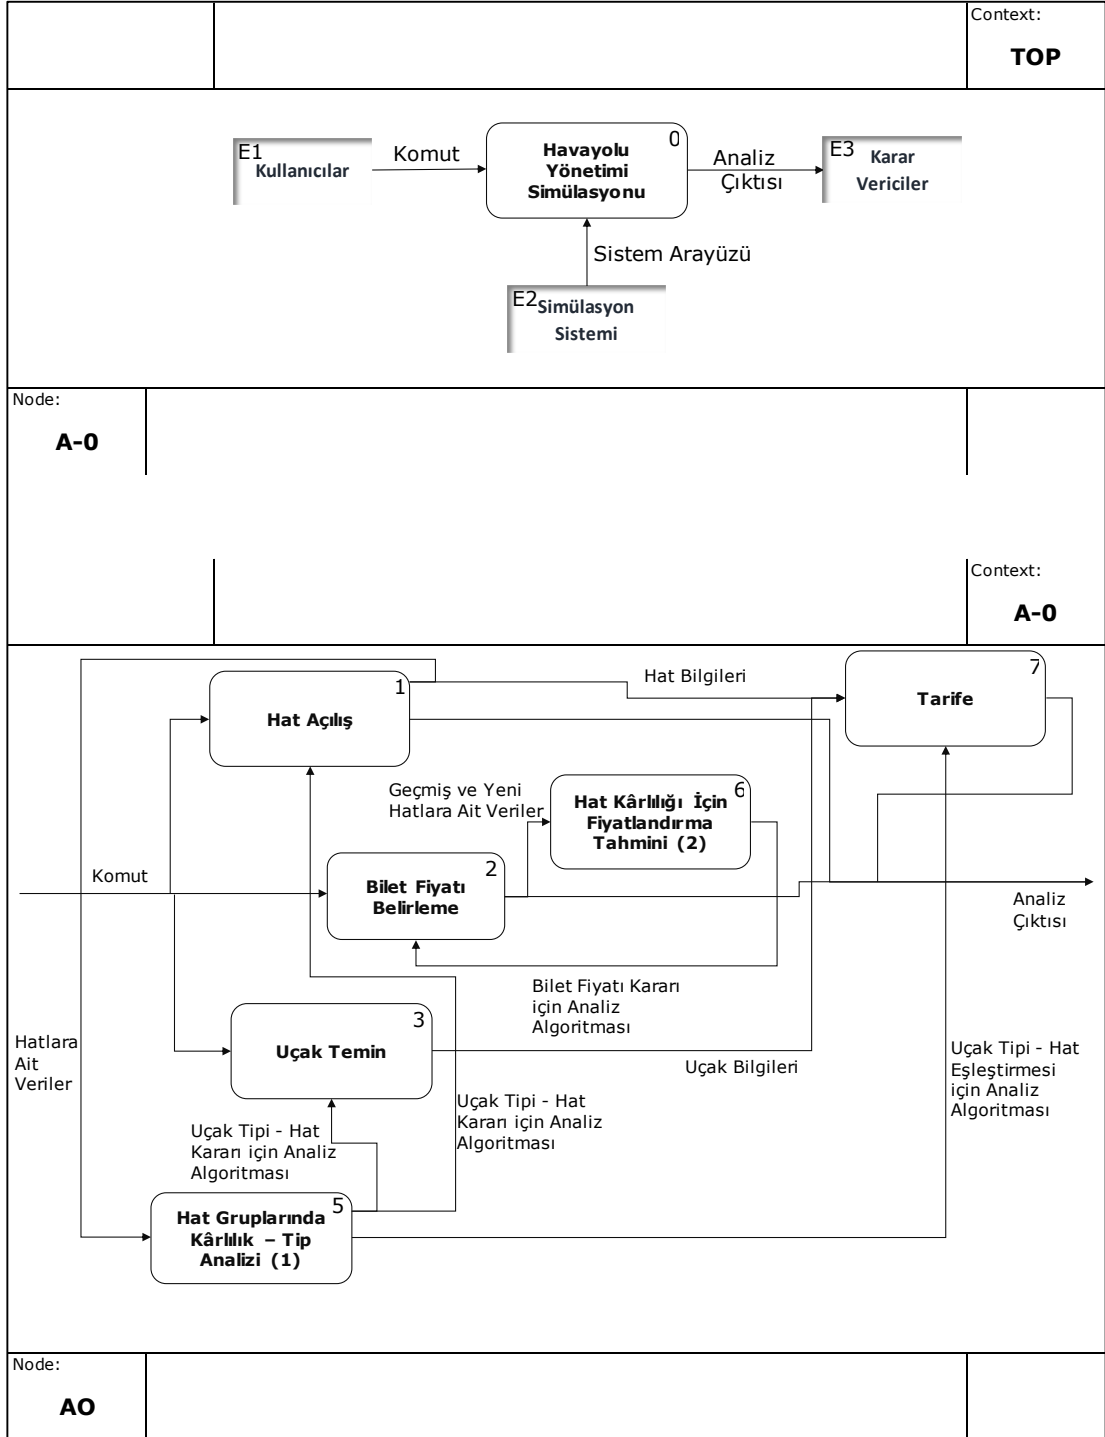 Context:
TOP
E1
Kullanıcılar
Komut
0
Havayolu
Yönetimi
Simülasyonu
Analiz
Çıktısı
E3
Karar
Vericiler
Sistem Arayüzü
E2
Simülasyon
Sistemi
Node:
A-0
Context:
A-0
1
Hat Açılış
Hat Bilgileri
7
Tarife
Geçmiş ve Yeni
Hatlara Ait Veriler
6
Hat Kârlılığı İçin
Fiyatlandırma
Tahmini (2)
Komut
2
Bilet Fiyatı
Belirleme
Analiz
Çıktısı
Bilet Fiyatı Kararı
için Analiz
Algoritması
3
Uçak Temin
Hatlara
Ait
Veriler
Uçak Bilgileri
Uçak Tipi - Hat
Eşleştirmesi
için Analiz
Algoritması
Uçak Tipi - Hat
Kararı için Analiz
Algoritması
Uçak Tipi - Hat
Kararı için Analiz
Algoritması
5
Hat Gruplarında
Kârlılık – Tip
Analizi (1)
Node:
AO